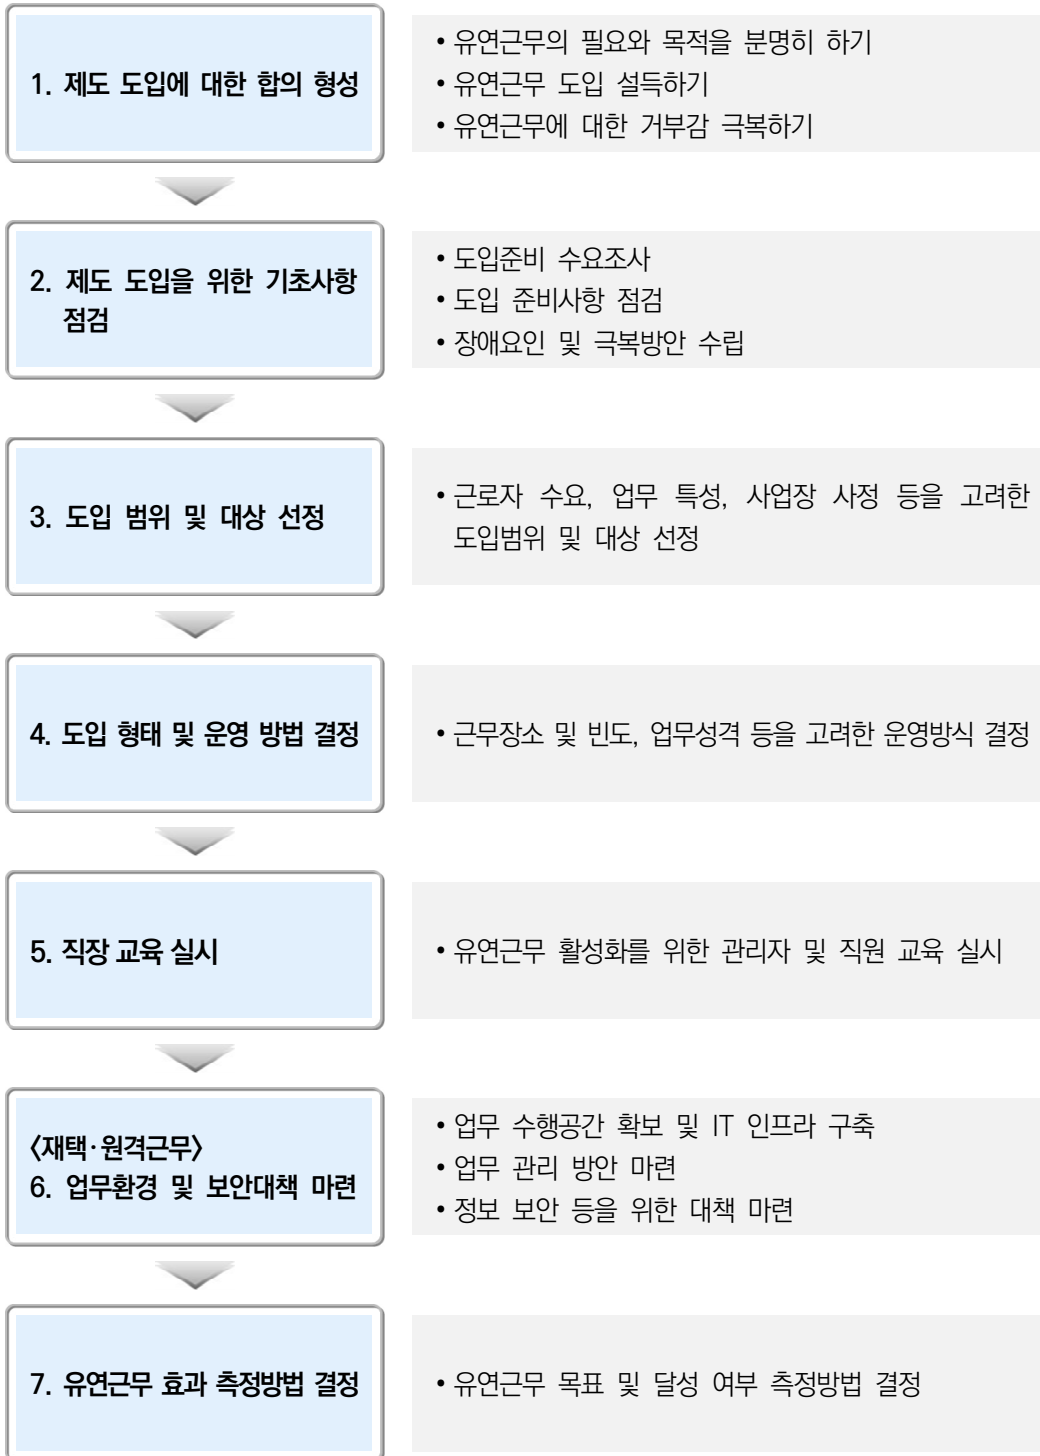 1. 제도 도입에 대한 합의 형성
• 유연근무의 필요와 목적을 분명히 하기
• 유연근무 도입 설득하기
• 유연근무에 대한 거부감 극복하기
2. 제도 도입을 위한 기초사항
점검
• 도입준비 수요조사
• 도입 준비사항 점검
• 장애요인 및 극복방안 수립
3. 도입 범위 및 대상 선정
• 근로자 수요, 업무 특성, 사업장 사정 등을 고려한
도입범위 및 대상 선정
4. 도입 형태 및 운영 방법 결정
• 근무장소 및 빈도, 업무성격 등을 고려한 운영방식 결정
5. 직장 교육 실시
• 유연근무 활성화를 위한 관리자 및 직원 교육 실시
<재택·원격근무>
6. 업무환경 및 보안대책 마련
• 업무 수행공간 확보 및 IT 인프라 구축
• 업무 관리 방안 마련
• 정보 보안 등을 위한 대책 마련
7. 유연근무 효과 측정방법 결정
• 유연근무 목표 및 달성 여부 측정방법 결정